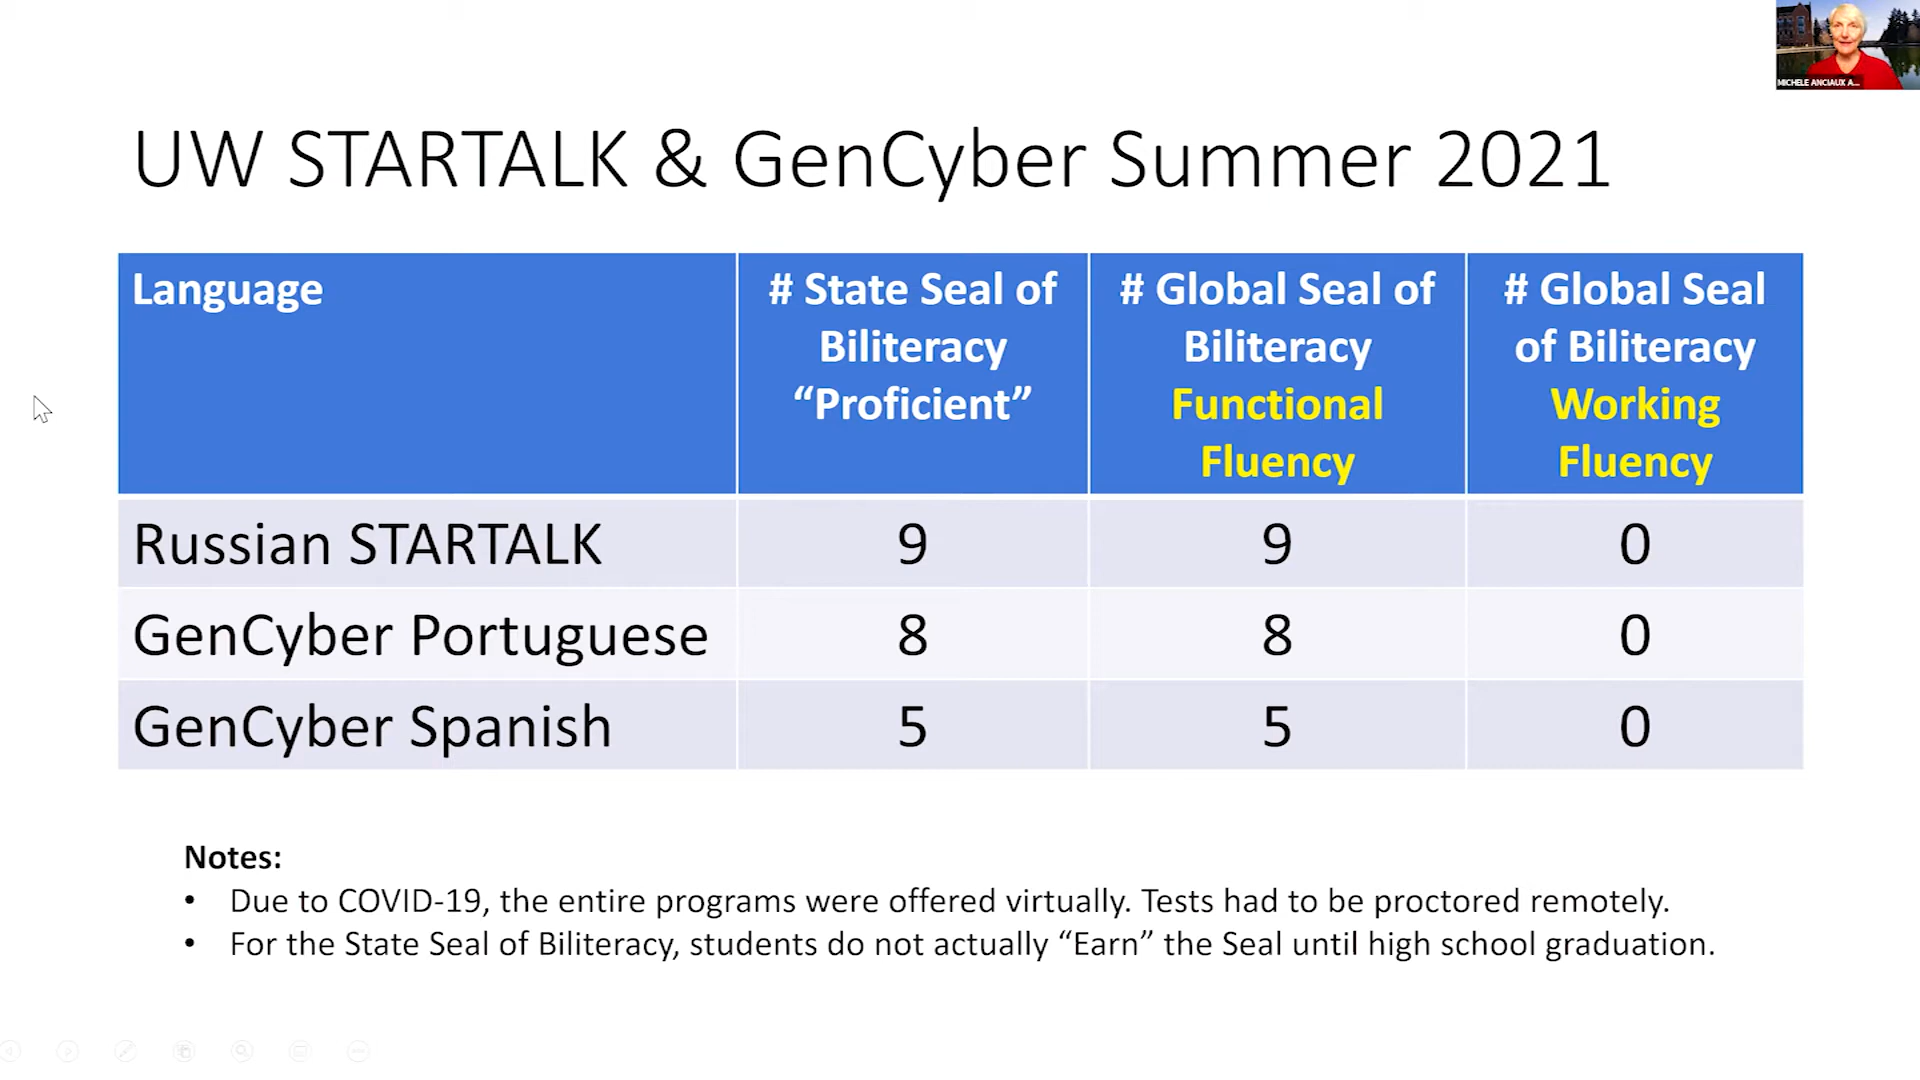 MICHELE ANCIAUX A...
UW STARTALK & GenCyber Summer 2021
Language
# State Seal of
Biliteracy
“Proficient”
# Global Seal of
Biliteracy
Functional
Fluency
# Global Seal
of Biliteracy
Working
Fluency
Russian STARTALK 9 9 0
GenCyber Portuguese 8 8 0
GenCyber Spanish 5 5 0
Notes:
• Due to COVID-19, the entire programs were offered virtually. Tests had to be proctored remotely.
• For the State Seal of Biliteracy, students do not actually “Earn” the Seal until high school graduation.